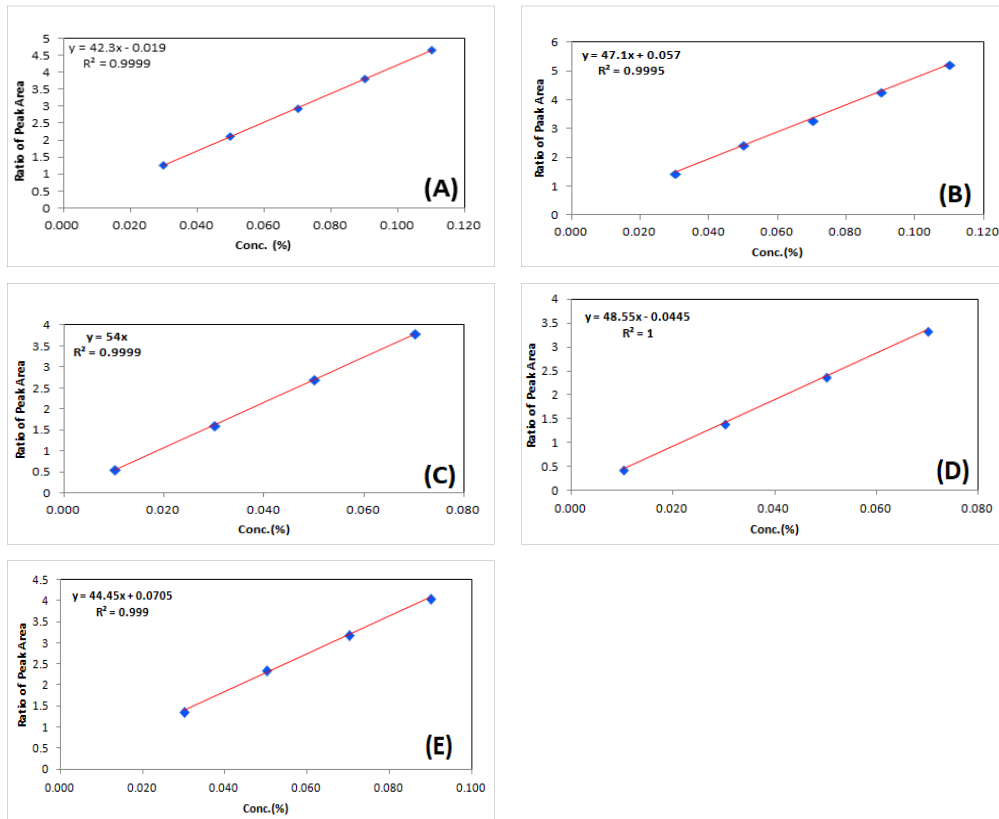 y = 42.3x - 0.019
R² = 0.9999
Ratio of Peak Area
5
4.5
4
3.5
3
2.5
2
1.5
1
0.5
0
(A)
0.000 0.020 0.040 0.060 0.080 0.100 0.120
Conc. (%)
y = 47.1x + 0.057
R² = 0.9995
Ratio of Paak Area
6
5
4
3
2
1
0
(B)
0.000 0.020 0.040 0.060 0.080 0.100 0.120
Conc.(%)
y = 54x
R² = 0.9999
Ratio of Peak Area
4
3.5
3
2.5
2
1.5
1
0.5
0
(C)
0.000 0.020 0.040 0.060 0.080
Conc.(%)
y = 48.55x - 0.0445
R² = 1
Ratio of Peak Area
4
3.5
3
2.5
2
1.5
1
0.5
0
(D)
0.000 0.020 0.040 0.060 0.080
Conc.(%)
y = 44.45x + 0.0705
R² = 0.999
Ratio of Peak Area
4.5
4
3.5
3
2.5
2
1.5
1
0.5
0
(E)
0.000 0.020 0.040 0.060 0.080 0.100
Conc.(%)